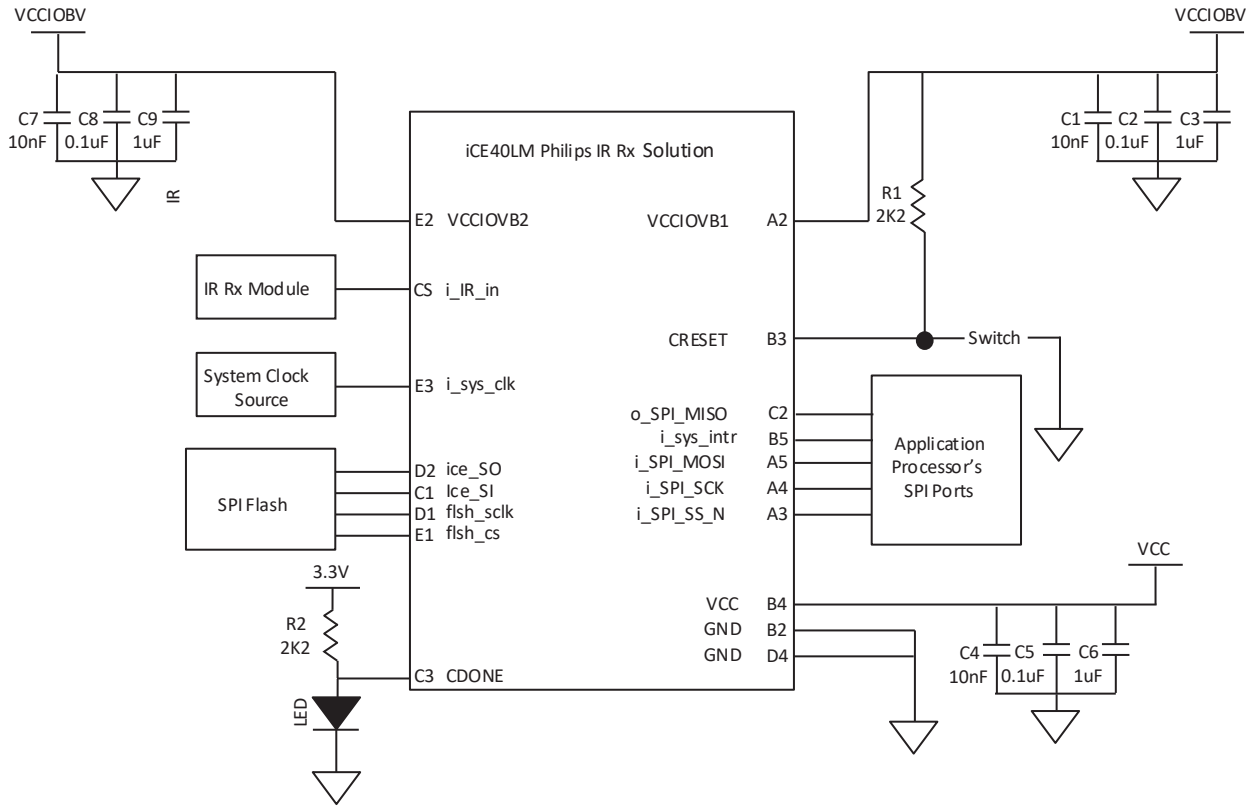 VCCIOBV
VCCIOBV
C7
10nF
C8
0.1uF
C9
1uF
IR
C1
10nF
C2
0.1uF
C3
1uF
iCE40LM Philips IR Rx Solution
R1
2K2
E2 VCCIOVB2
VCCIOVB1 A2
IR Rx Module
CS i_IR_in
CRESET B3
Switch
System Clock
Source
E3 i_sys_clk
o_SPI_MISO C2
i_sys_intr B5
i_SPI_MOSI A5
i_SPI_SCK A4
i_SPI_SS_N A3
Application
Processor's
SPI Ports
SPI Flash
D2 ice_SO
C1 Ice_SI
D1 flsh_sclk
E1 flsh_cs
3.3V
R2
2K2
C3 CDONE
LED
VCC
VCC B4
GND B2
GND D4
C4
10nF
C5
0.1uF
C6
1uF